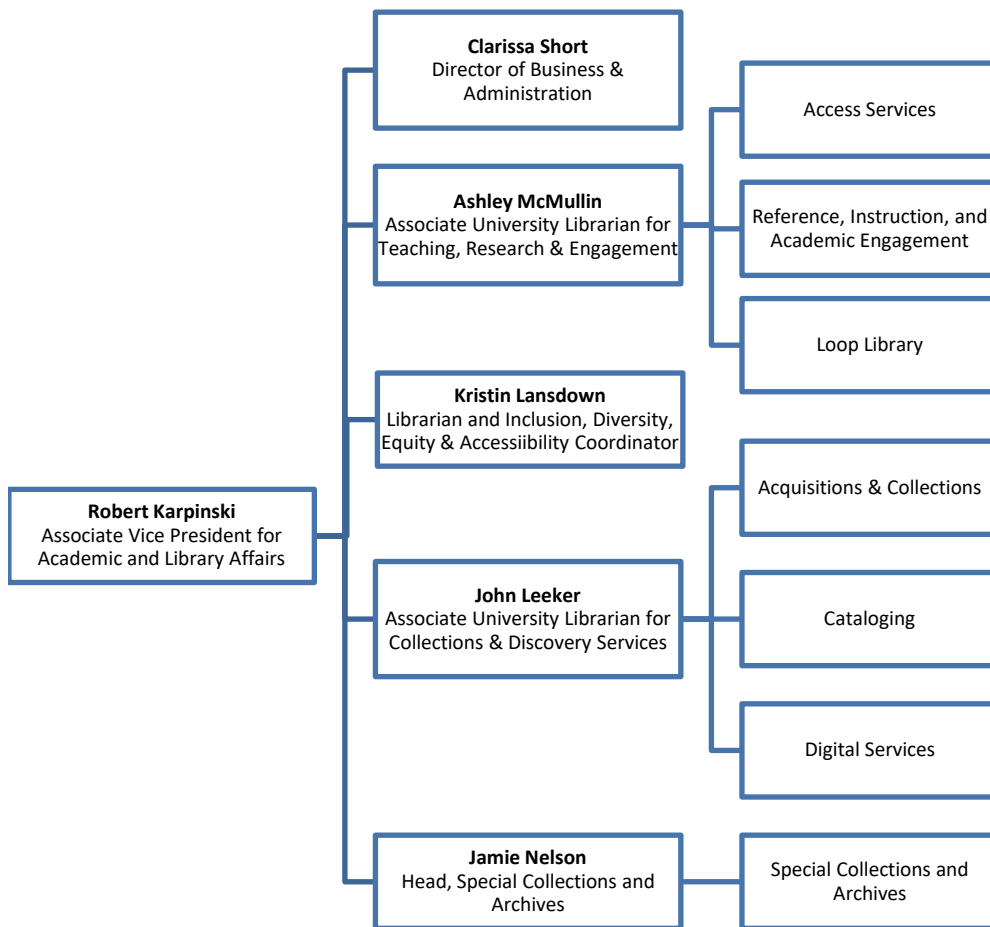 Clarissa Short
Director of Business &
Administration
Access Services
Ashley McMullin
Associate University Librarian for
Teaching, Research & Engagement
Reference, Instruction, and
Academic Engagement
Loop Library
Kristin Lansdown
Librarian and Inclusion, Diversity,
Equity & Accessiibility Coordinator
Robert Karpinski
Associate Vice President for
Academic and Library Affairs
Acquisitions & Collections
John Leeker
Associate University Librarian for
Collections & Discovery Services
Cataloging
Digital Services
Jamie Nelson
Head, Special Collections and
Archives
Special Collections and
Archives